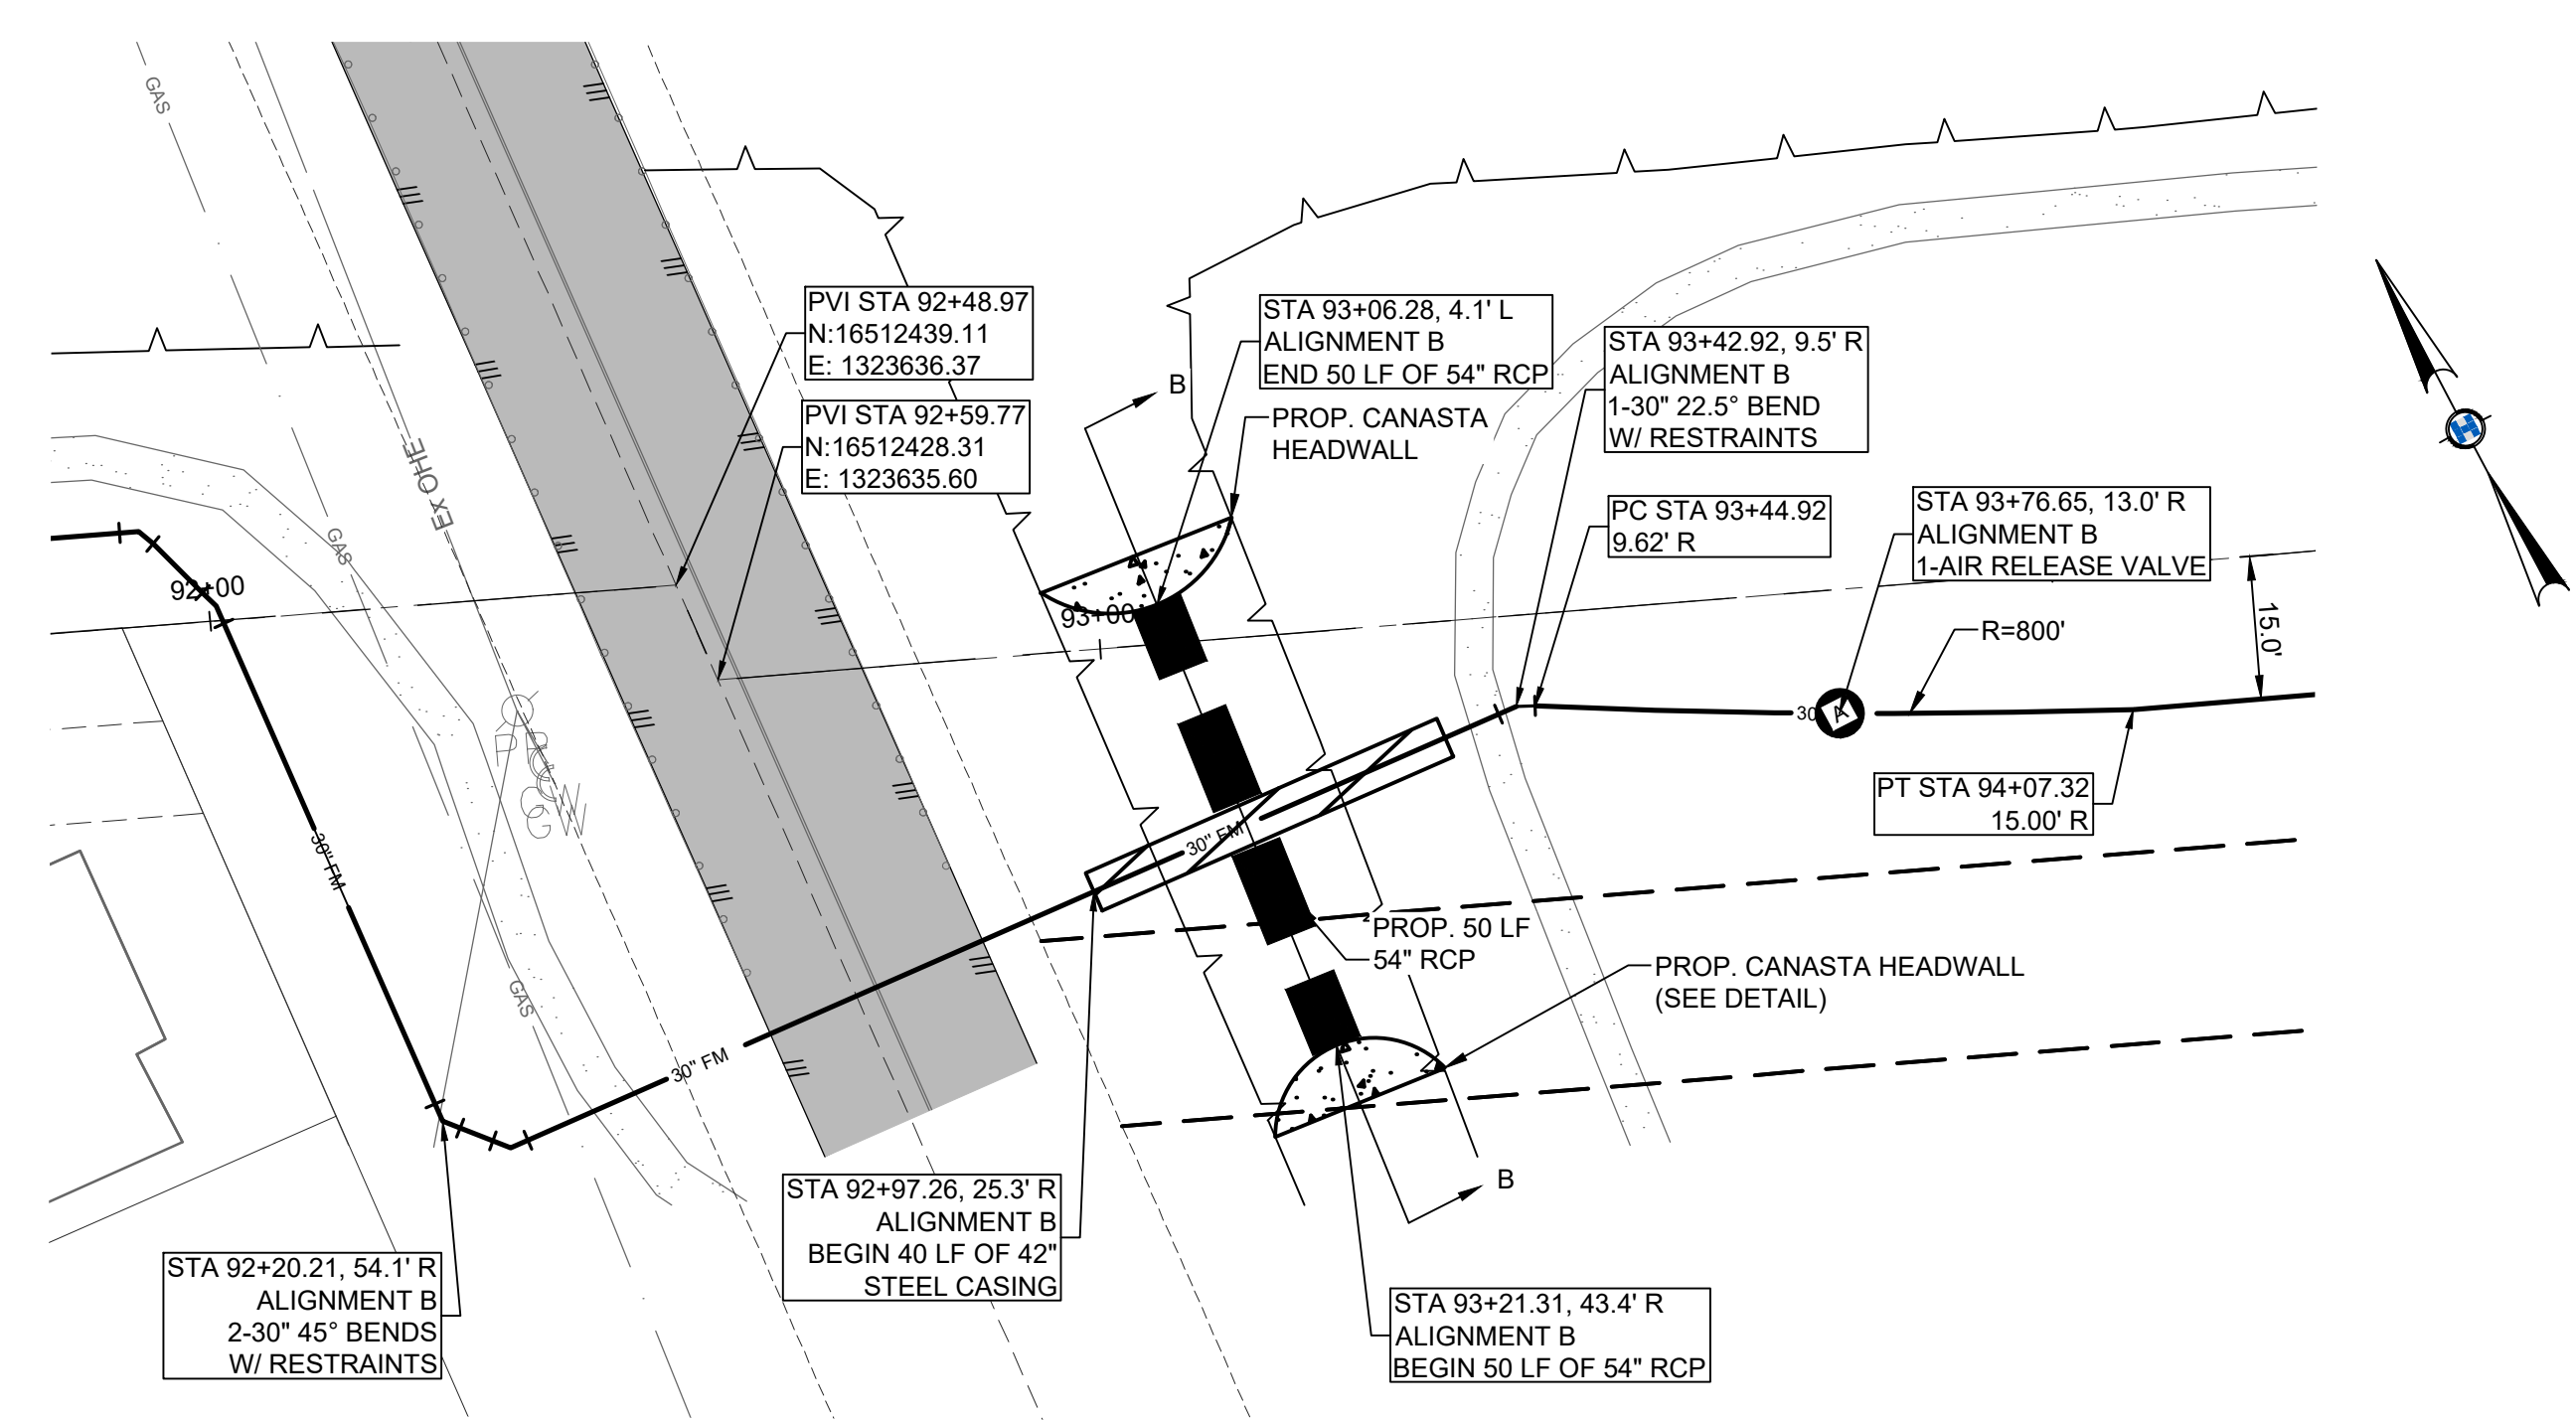 GAS
PVI STA 92+48.97
N:16512439.11
E: 1323636.37
PVI STA 92+59.77
N:16512428.31
E: 1323635.60
STA 93+06.28, 4.1' L
ALIGNMENT B
END 50 LF OF 54" RCP
B
PROP. CANASTA
HEADWALL
STA 93+42.92, 9.5' R
ALIGNMENT B
1-30" 22.5° BEND
W/ RESTRAINTS
PC STA 93+44.92
9.62' R
STA 93+76.65, 13.0' R
ALIGNMENT B
1-AIR RELEASE VALVE
EX OHE
GAS
92+00
93+00
R=800'
15.0'
30
A
PT STA 94+07.32
15.00' R
30" FM
30" FM
PROP. 50 LF
54" RCP
PROP. CANASTA HEADWALL
(SEE DETAIL)
GAS
30" FM
B
STA 92+97.26, 25.3' R
ALIGNMENT B
BEGIN 40 LF OF 42"
STEEL CASING
STA 92+20.21, 54.1' R
ALIGNMENT B
2-30" 45° BENDS
W/ RESTRAINTS
STA 93+21.31, 43.4' R
ALIGNMENT B
BEGIN 50 LF OF 54" RCP